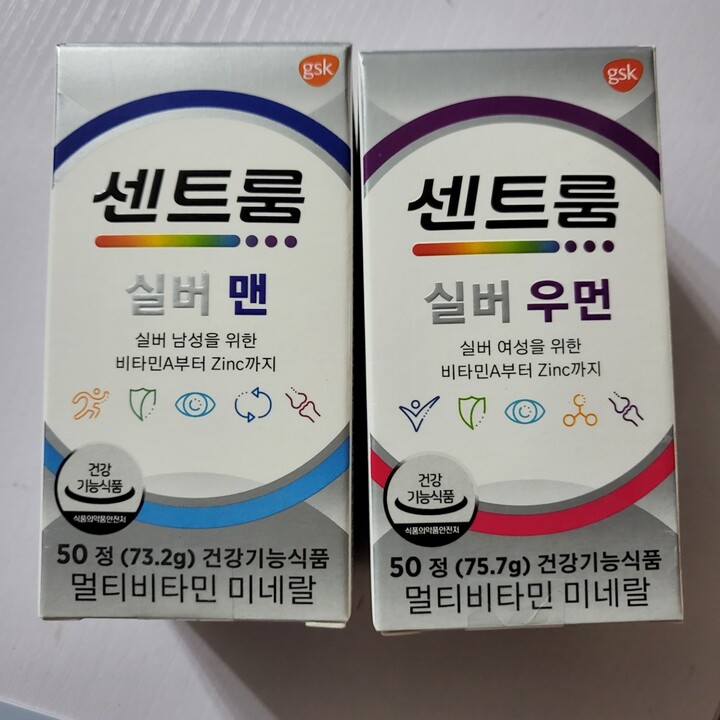 gsk
센트룸
실버 맨
실버 남성을 위한
비타민A부터 Zinc까지
건강
기능식품
식품의약품안전처
50 정 (73.2g) 건강기능식품
멀티비타민 미네랄
gsk
센트룸
실버 우먼
실버 여성을 위한
비타민A부터 Zinc까지
건강
기능식품
식품의약품안전처
50 정 (75.7g) 건강기능식품
멀티비타민 미네랄